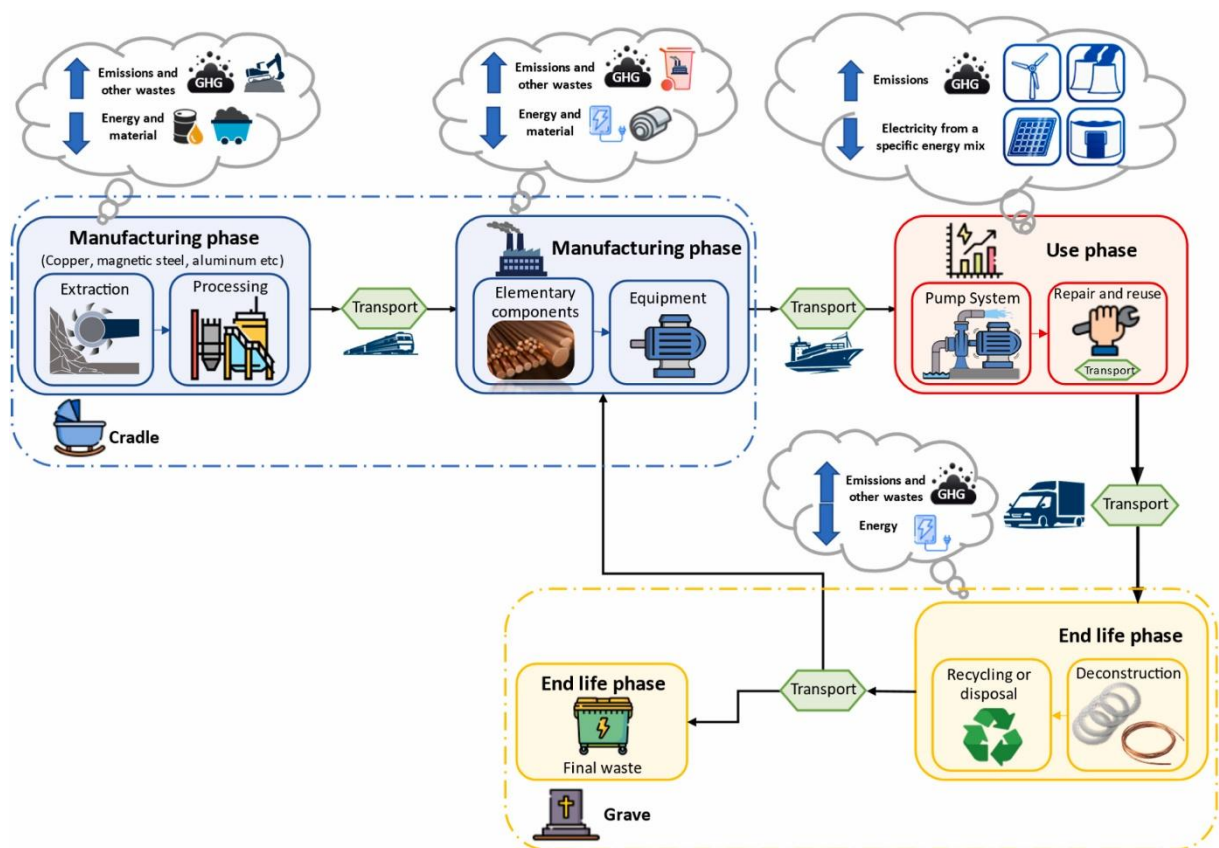 Emissions and
other wastes
GHG
Energy and
material
Emissions and
other wastes
GHG
Energy and
material
Emissions
GHG
Electricity from a
specific energy mix
Manufacturing phase
(Copper, magnetic steel, aluminum etc)
Extraction
Processing
Transport
Manufacturing phase
Elementary
components
Equipment
Transport
Use phase
Pump System
Repair and reuse
Transport
Cradle
Emissions and
other wastes
GHG
Energy
Transport
End life phase
Recycling or
disposal
Deconstruction
Transport
End life phase
Final waste
Grave